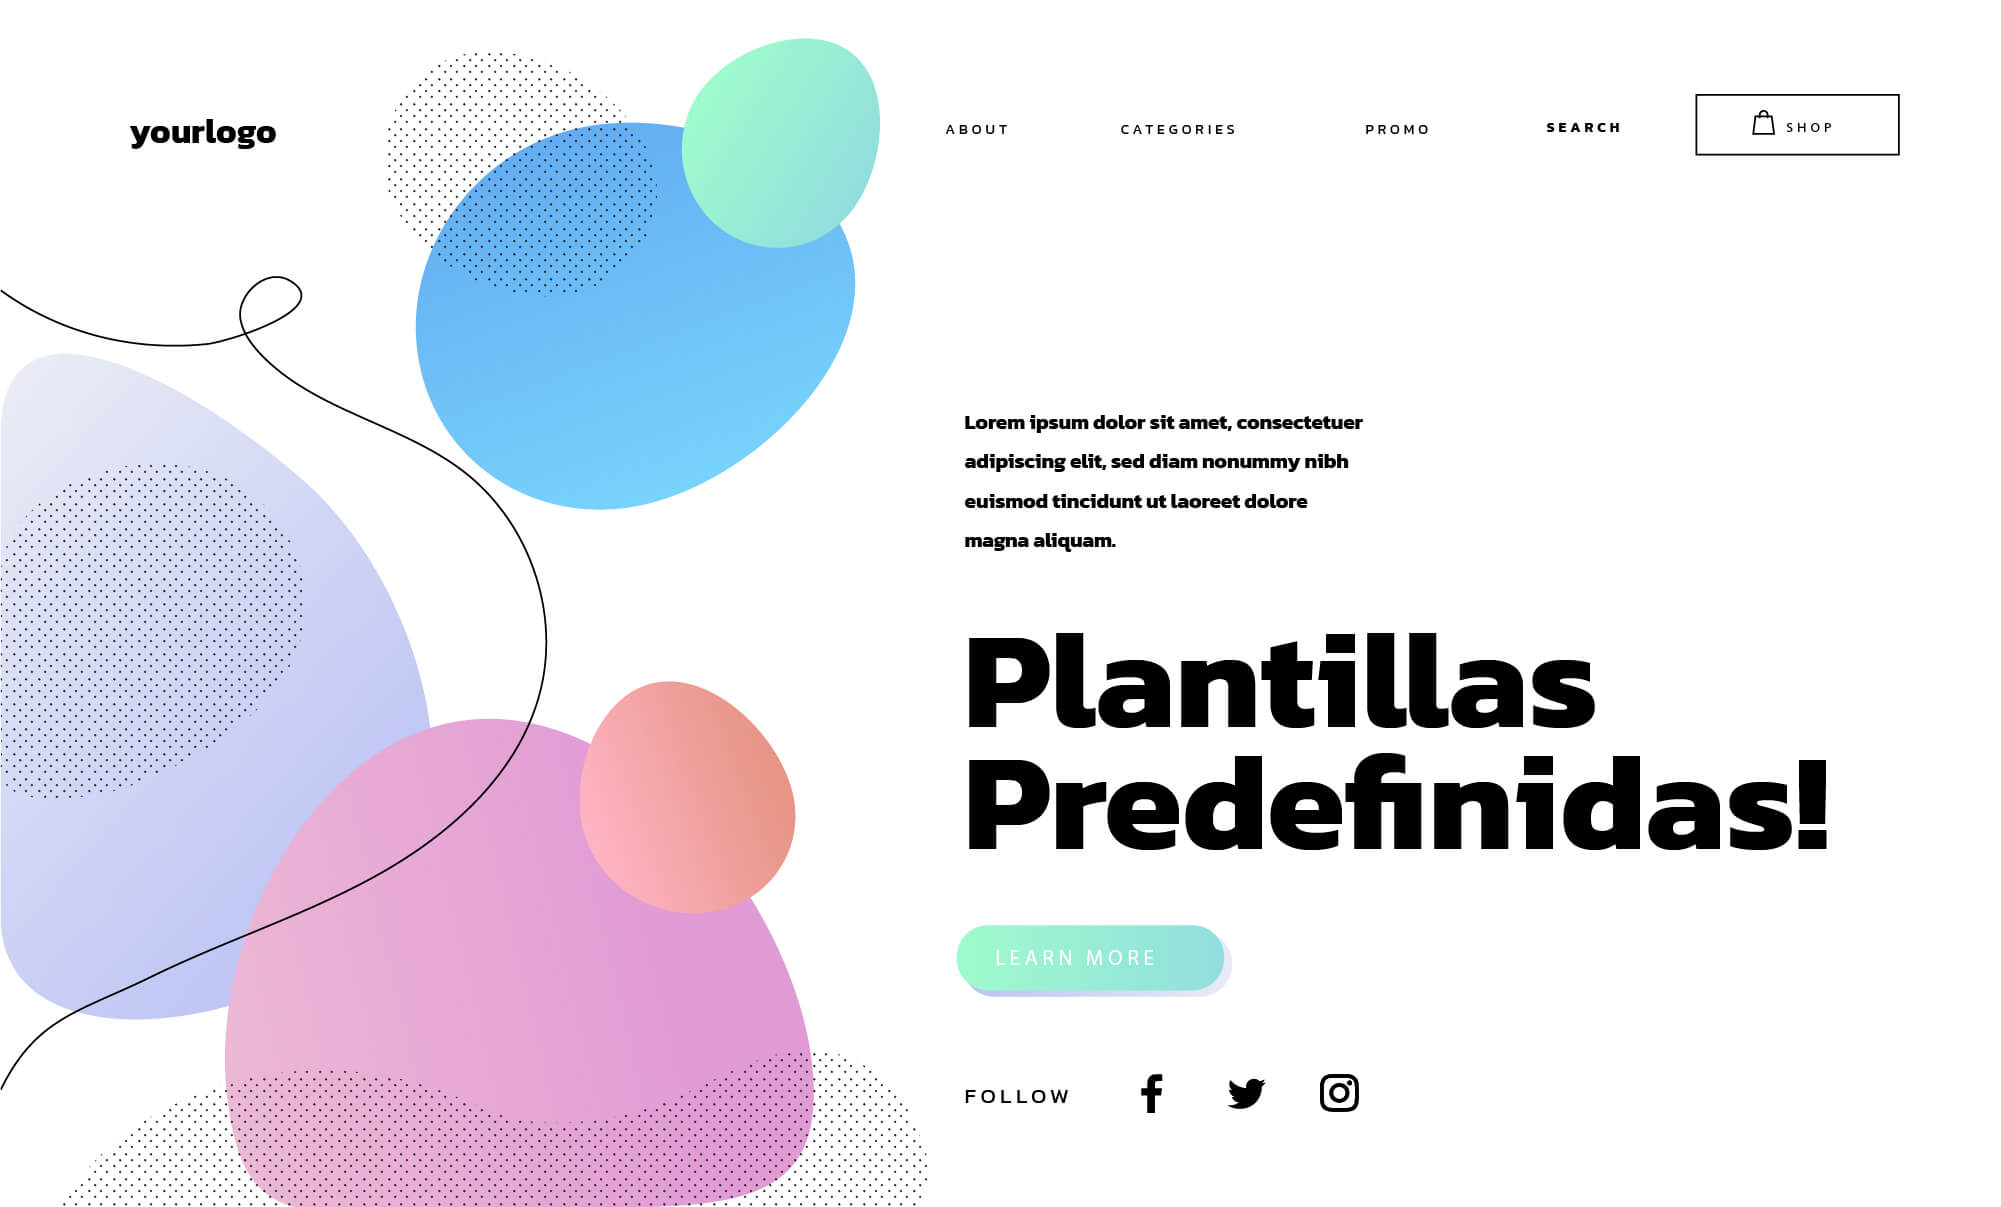 yourlogo
ABOUT
CATEGORIES
PROMO
SEARCH
SHOP
Lorem ipsum dolor sit amet, consectetuer
adipiscing elit, sed diam nonummy nibh
euismod tincidunt ut laoreet dolore
magna aliquam.
Plantillas
Predefinidas!
LEARN MORE
FOLLOW